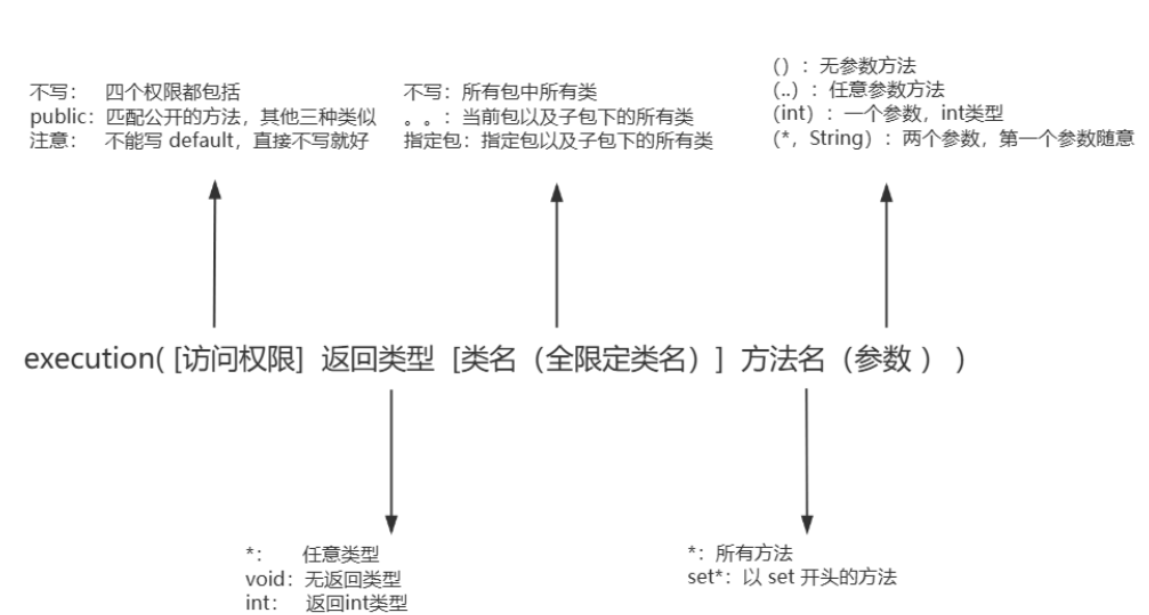 不写： 四个权限都包括
public：匹配公开的方法，其他三种类似
注意： 不能写 default，直接不写就好
不写：所有包中所有类
。。：当前包以及子包下的所有类
指定包：指定包以及子包下的所有类
()：无参数方法
(..)：任意参数方法
(int)：一个参数，int类型
(*，String)：两个参数，第一个参数随意
execution( [访问权限] 返回类型 [类名（全限定类名）] 方法名（参数 ） ）
*： 任意类型
void：无返回类型
int： 返回int类型
*：所有方法
set*：以 set 开头的方法